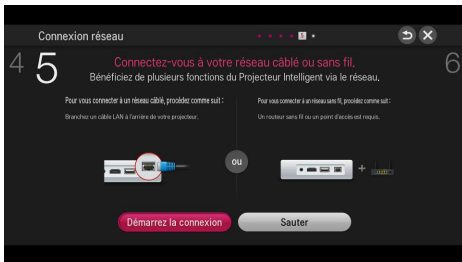 Connexion réseau
4 5 6
Connectez-vous à votre réseau câblé ou sans fil.
Bénéficiez de plusieurs fonctions du Projecteur Intelligent via le réseau.
Pour vous connecter à un réseau câblé, procédez comme suit :
Branchez un câble LAN à l'arrière de votre projecteur.
Pour vous connecter à un réseau sans fil, procédez comme suit :
Un routeur sans fil ou un point d'accès est requis.
ou
+
Démarrez la connexion
Sauter